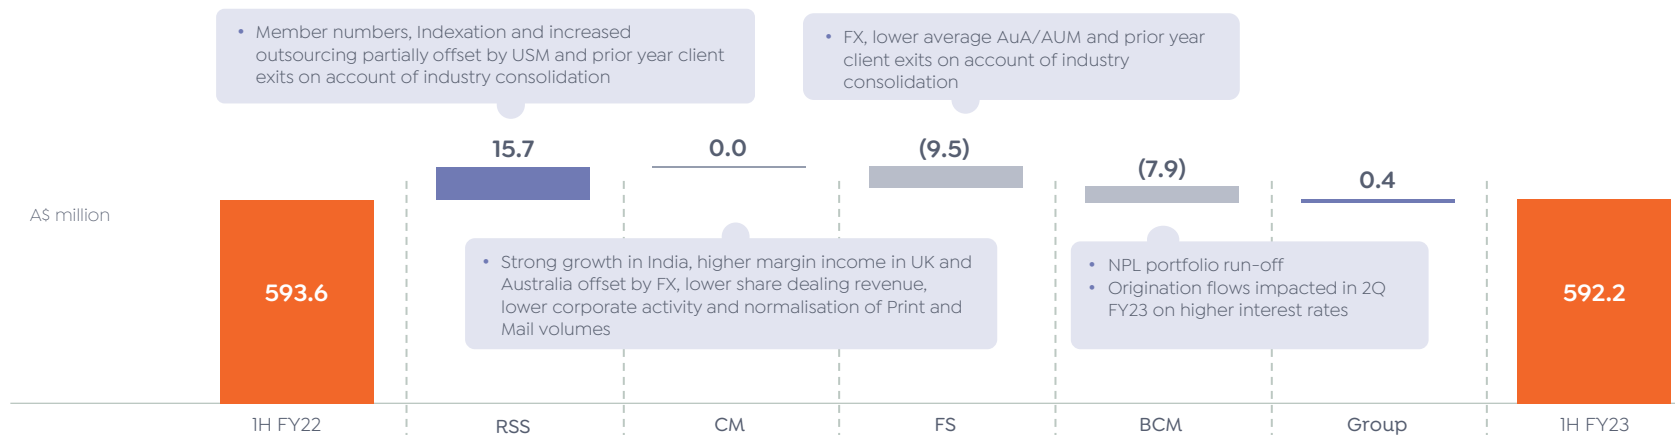 • Member numbers, Indexation and increased
outsourcing partially offset by USM and prior year client
exits on account of industry consolidation
• FX, lower average AuA/AUM and prior year
client exits on account of industry
consolidation
15.7
0.0
(9.5)
(7.9)
0.4
A$ million
593.6
• Strong growth in India, higher margin income in UK and
Australia offset by FX, lower share dealing revenue,
lower corporate activity and normalisation of Print and
Mail volumes
• NPL portfolio run-off
• Origination flows impacted in 2Q
FY23 on higher interest rates
592.2
1H FY22
RSS
CM
FS
BCM
Group
1H FY23